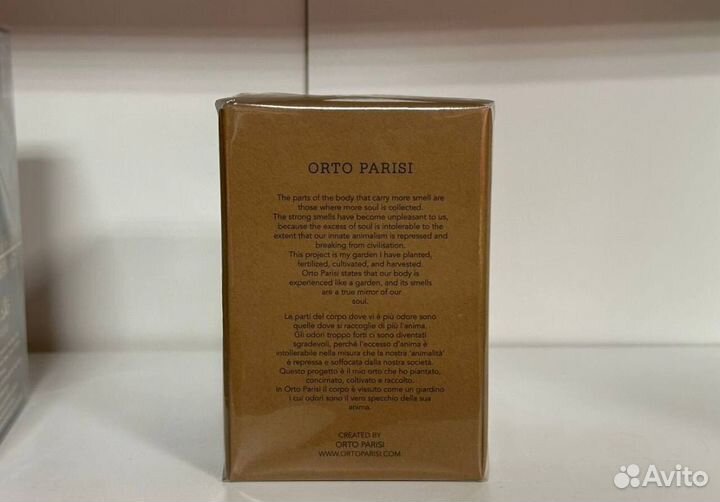 ORTO PARISI
The parts of the body that carry more smell are
those where more soul is collected.
The strong smells have become unpleasant to us,
because the excess of soul is intolerable to the
extent that our innate animalism is repressed and
breaking from civilisation.
This project is my garden I have planted,
fertilized, cultivated, and harvested.
Orto Parisi states that our body is
experienced like a garden, and its smells
are a true mirror of our
soul.
Le parti del corpo dove vi è più odore sono
quelle dove si raccoglie di più l'anima.
Gli odori troppo forti ci sono diventati
sgradevoli, perché l'eccesso d'anima è
intollerabile nella misura che la nostra 'animalità'
è repressa e soffocata dalla nostra società.
Questo progetto è il mio orto che ho piantato,
concimato, coltivato e raccolto.
In Orto Parisi il corpo è vissuto come un giardino
i cui odori sono il vero specchio della sua
anima.
CREATED BY
ORTO PARISI
WWW.ORTOPARISI.COM
Avito